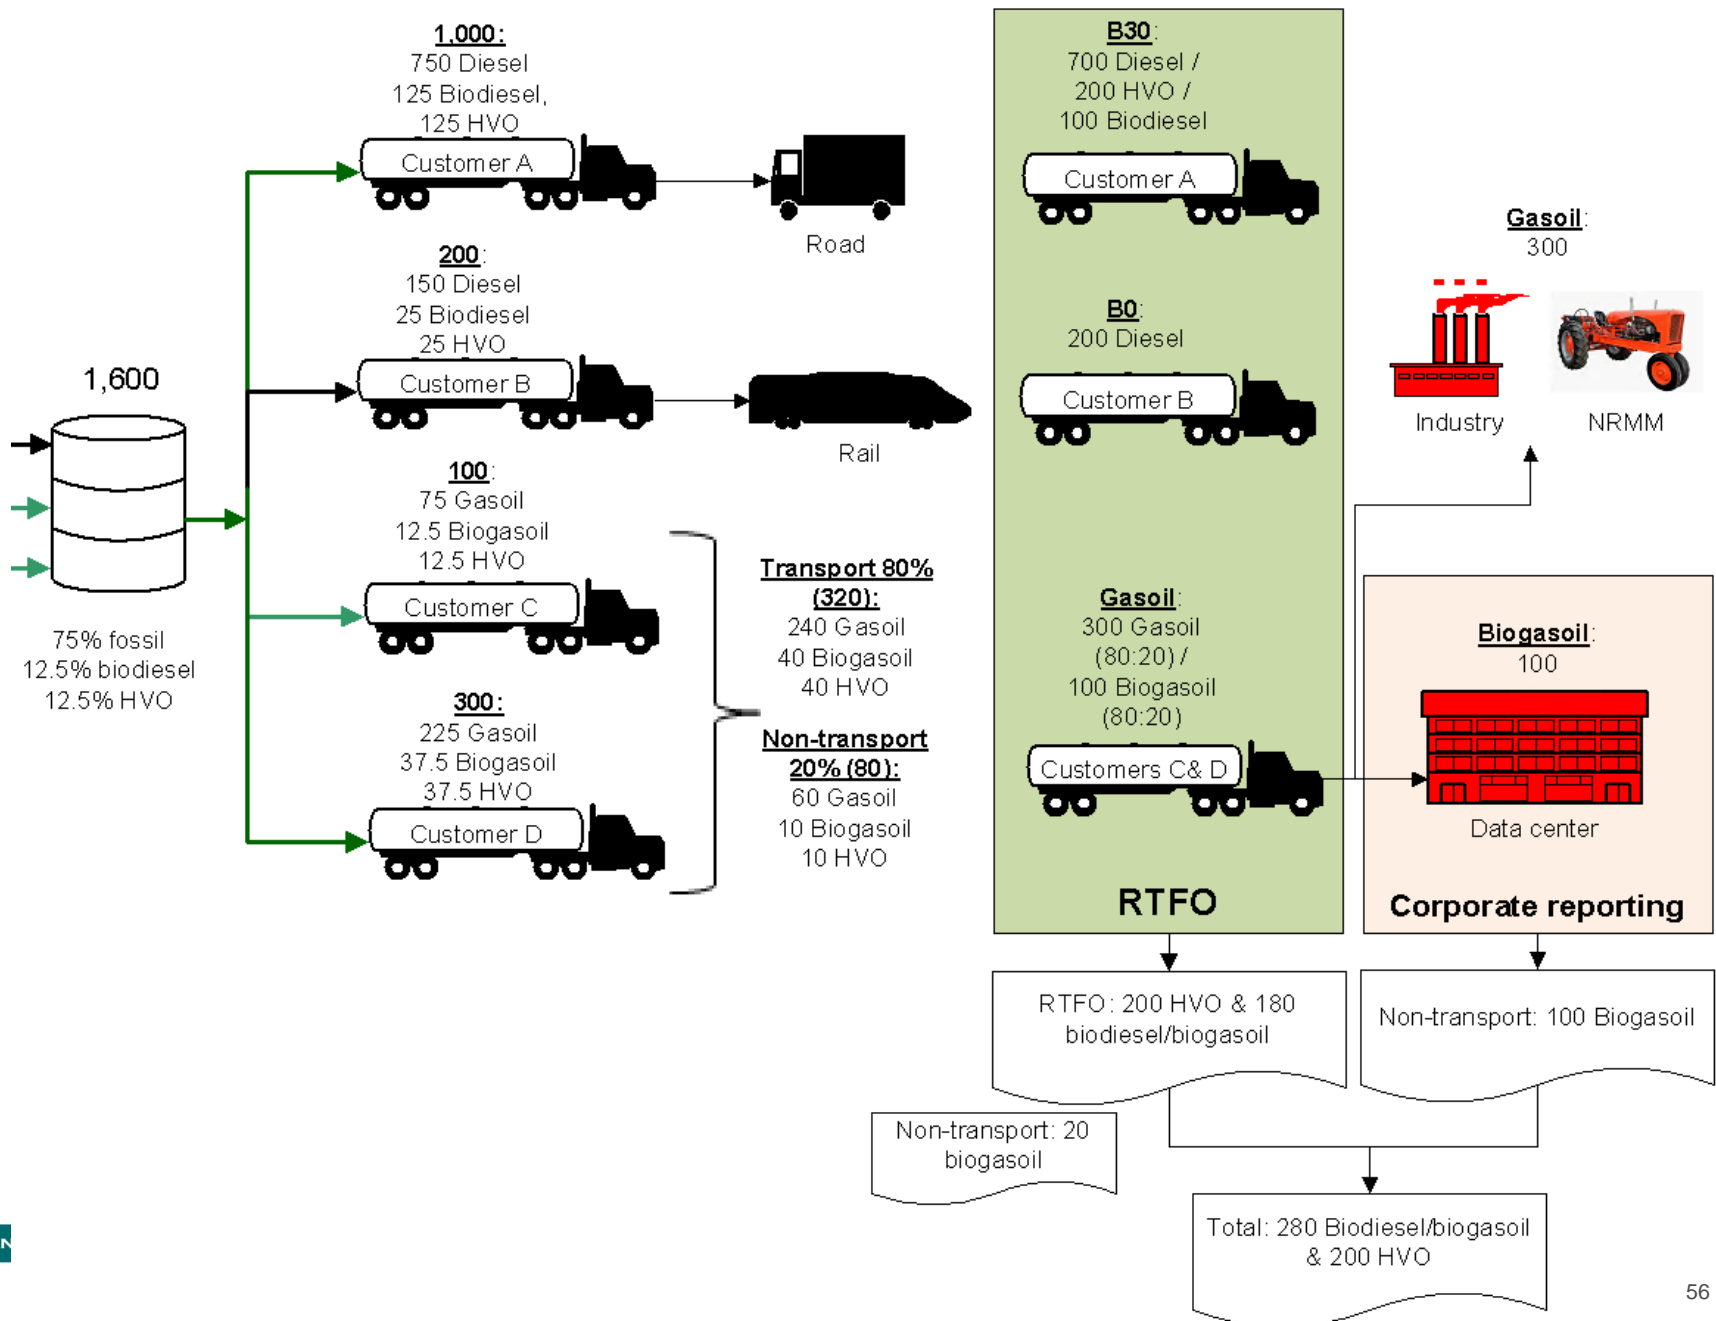 1,000:
750 Diesel
125 Biodiesel,
125 HVO
Customer A
Road
200:
150 Diesel
25 Biodiesel
25 HVO
Customer B
Rail
1,600
75% fossil
12.5% biodiesel
12.5% HVO
100:
75 Gasoil
12.5 Biogasoil
12.5 HVO
Customer C
300:
225 Gasoil
37.5 Biogasoil
37.5 HVO
Customer D
Transport 80%
(320):
240 Gasoil
40 Biogasoil
40 HVO
Non-transport
20% (80):
60 Gasoil
10 Biogasoil
10 HVO
B30:
700 Diesel /
200 HVO /
100 Biodiesel
Customer A
B0:
200 Diesel
Customer B
Gasoil:
300 Gasoil
(80:20) /
100 Biogasoil
(80:20)
Customers C& D
RTFO
Gasoil:
300
Industry
NRMM
Biogasoil:
100
Data center
Corporate reporting
RTFO: 200 HVO & 180
biodiesel/biogasoil
Non-transport: 100 Biogasoil
Non-transport: 20
biogasoil
Total: 280 Biodiesel/biogasoil
& 200 HVO
56